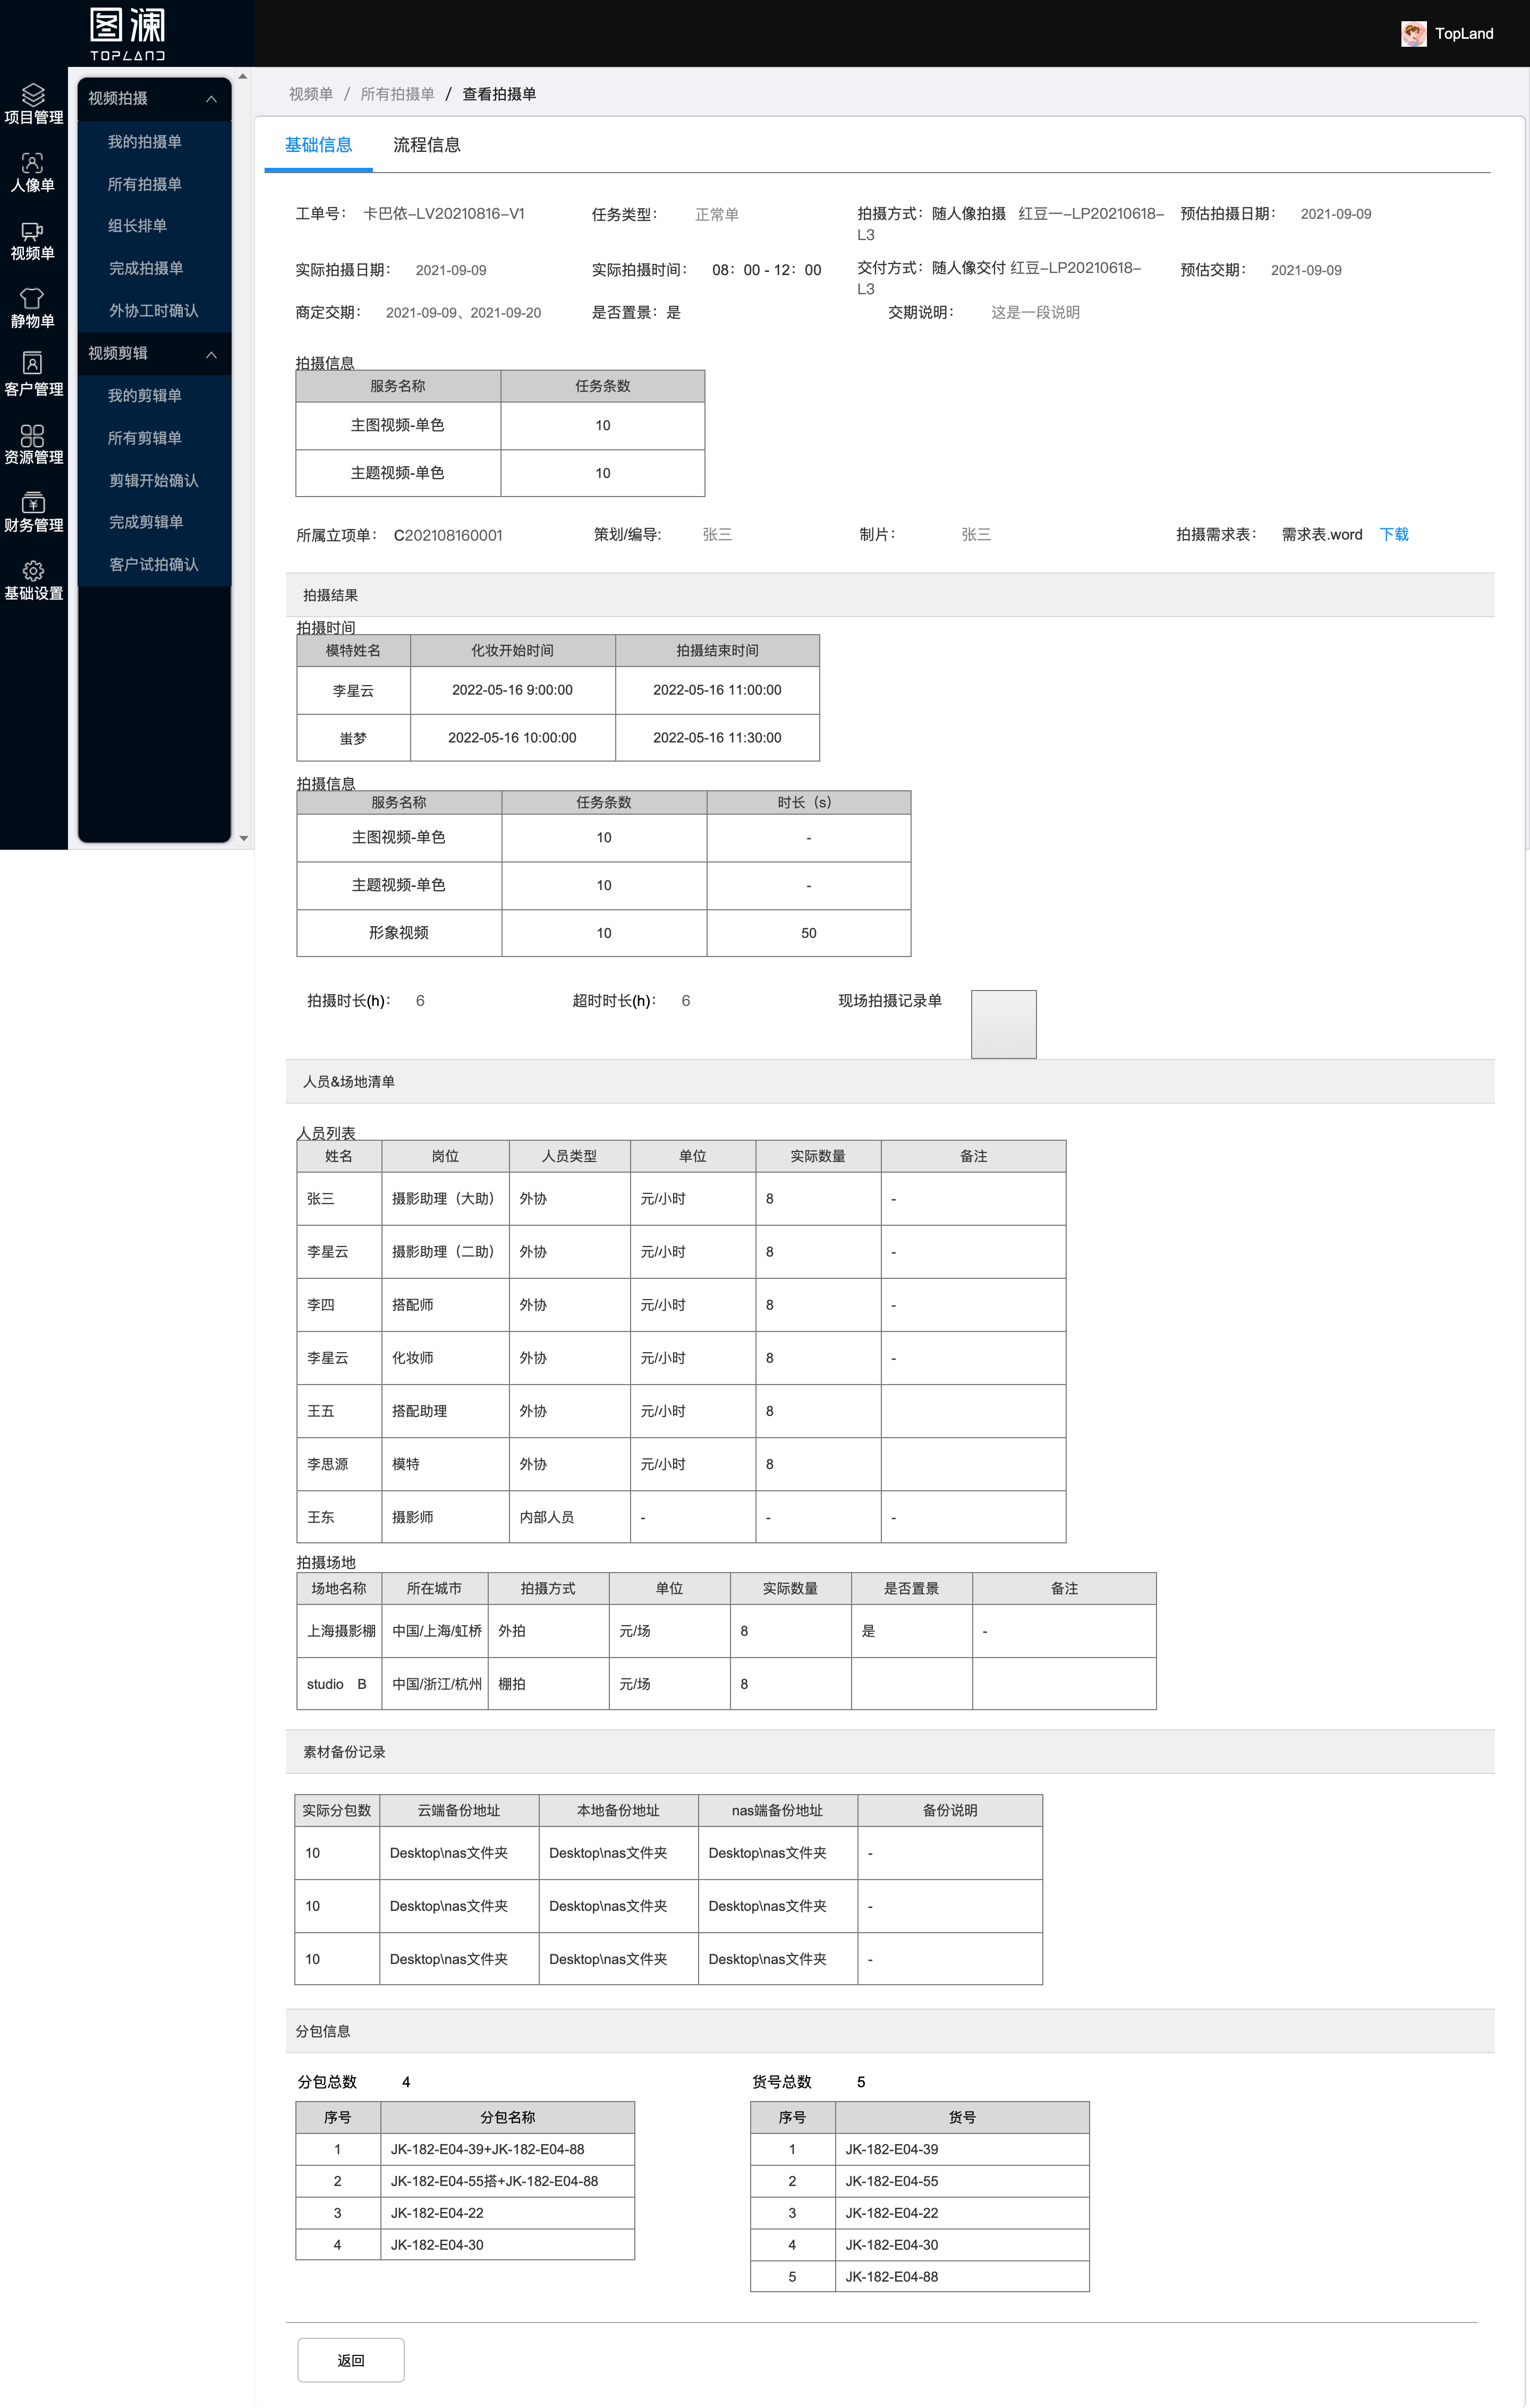 图澜
TOPLAND
TopLand
项目管理
人像单
视频单
静物单
客户管理
资源管理
财务管理
基础设置
视频拍摄
我的拍摄单
所有拍摄单
组长排单
完成拍摄单
外协工时确认
视频剪辑
我的剪辑单
所有剪辑单
剪辑开始确认
完成剪辑单
客户试拍确认
视频单 / 所有拍摄单 / 查看拍摄单
基础信息 流程信息
工单号： 卡巴依–LV20210816–V1 任务类型： 正常单 拍摄方式：随人像拍摄 红豆一–LP20210618–L3 预估拍摄日期： 2021-09-09
实际拍摄日期： 2021-09-09 实际拍摄时间： 08：00 - 12：00 交付方式：随人像交付 红豆–LP20210618–L3 预估交期： 2021-09-09
商定交期： 2021-09-09、2021-09-20 是否置景：是 交期说明： 这是一段说明
拍摄信息
服务名称 任务条数
主图视频-单色 10
主题视频-单色 10
所属立项单： C202108160001 策划/编导: 张三 制片： 张三 拍摄需求表： 需求表.word 下载
拍摄结果
拍摄时间
模特姓名 化妆开始时间 拍摄结束时间
李星云 2022-05-16 9:00:00 2022-05-16 11:00:00
蚩梦 2022-05-16 10:00:00 2022-05-16 11:30:00
拍摄信息
服务名称 任务条数 时长（s）
主图视频-单色 10 -
主题视频-单色 10 -
形象视频 10 50
拍摄时长(h)： 6 超时时长(h)： 6 现场拍摄记录单
人员&场地清单
人员列表
姓名 岗位 人员类型 单位 实际数量 备注
张三 摄影助理（大助） 外协 元/小时 8 -
李星云 摄影助理（二助） 外协 元/小时 8 -
李四 搭配师 外协 元/小时 8 -
李星云 化妆师 外协 元/小时 8 -
王五 搭配助理 外协 元/小时 8
李思源 模特 外协 元/小时 8
王东 摄影师 内部人员 - - -
拍摄场地
场地名称 所在城市 拍摄方式 单位 实际数量 是否置景 备注
上海摄影棚 中国/上海/虹桥 外拍 元/场 8 是 -
studio B 中国/浙江/杭州 棚拍 元/场 8
素材备份记录
实际分包数 云端备份地址 本地备份地址 nas端备份地址 备份说明
10 Desktop\nas文件夹 Desktop\nas文件夹 Desktop\nas文件夹 -
10 Desktop\nas文件夹 Desktop\nas文件夹 Desktop\nas文件夹 -
10 Desktop\nas文件夹 Desktop\nas文件夹 Desktop\nas文件夹 -
分包信息
分包总数 4
序号 分包名称
1 JK-182-E04-39+JK-182-E04-88
2 JK-182-E04-55搭+JK-182-E04-88
3 JK-182-E04-22
4 JK-182-E04-30
货号总数 5
序号 货号
1 JK-182-E04-39
2 JK-182-E04-55
3 JK-182-E04-22
4 JK-182-E04-30
5 JK-182-E04-88
返回